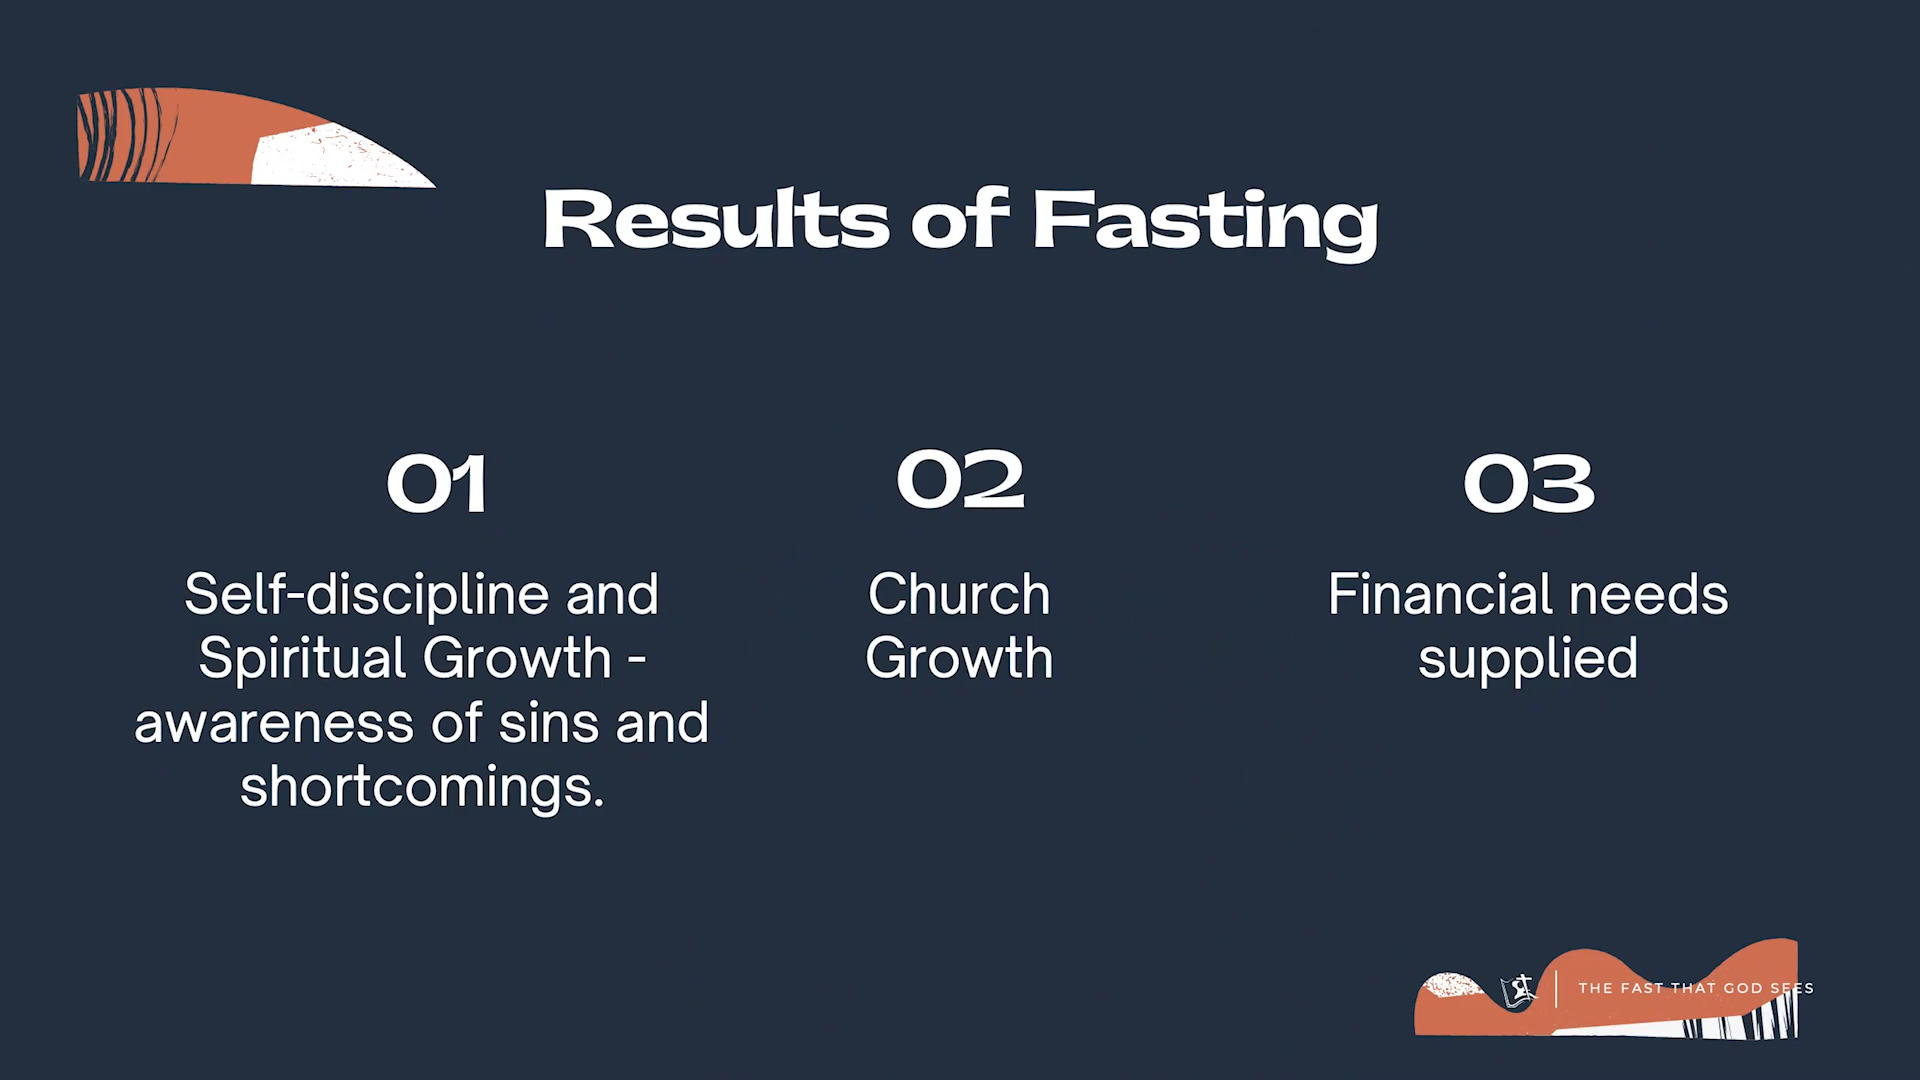 Results of Fasting
01
Self-discipline and
Spiritual Growth -
awareness of sins and
shortcomings.
02
Church
Growth
03
Financial needs
supplied
THE FAST THAT GOD SEES